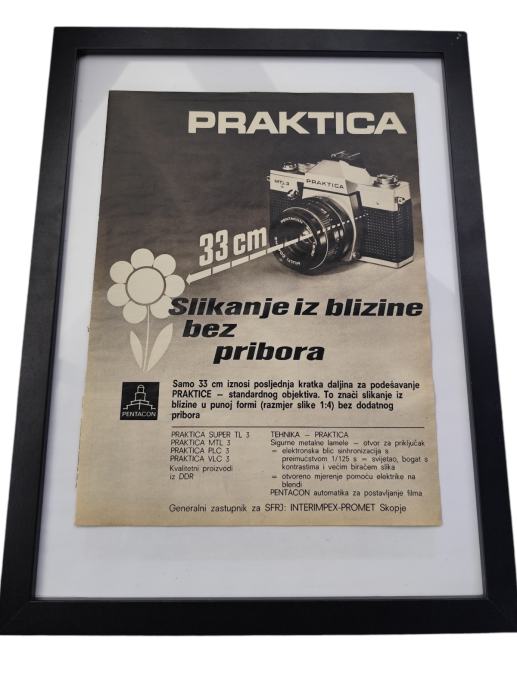 PRAKTICA
PRAKTICA
MTL 3
PENTACON
33 cm
Slikanje iz blizine
bez
pribora
PENTACON
Samo 33 cm iznosi posljednja kratka daljina za podešavanje
PRAKTICE — standardnog objektiva. To znači slikanje iz
blizine u punoj formi (razmjer slike 1:4) bez dodatnog
pribora
PRAKTICA SUPER TL 3
PRAKTICA MTL 3
PRAKTICA PLC 3
PRAKTICA VLC 3
Kvalitetni proizvodi
iz DDR
TEHNIKA – PRAKTICA
Sigurne metalne lamele — otvor za priključak
= elektronska blic sinhronizacija s
premućstvom 1/125 s = svijetao, bogat s
kontrastima i većim biračem slika
= otvoreno mjerenje pomoću elektrike na
blendi
PENTACON automatika za postavljanje filma
Generalni zastupnik za SFRJ: INTERIMPEX-PROMET Skopje